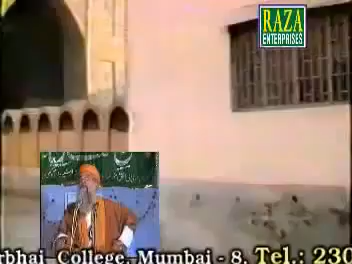 RAZA
ENTERPRISES
rbhai College, Mumbai - 8. Tel.: 230